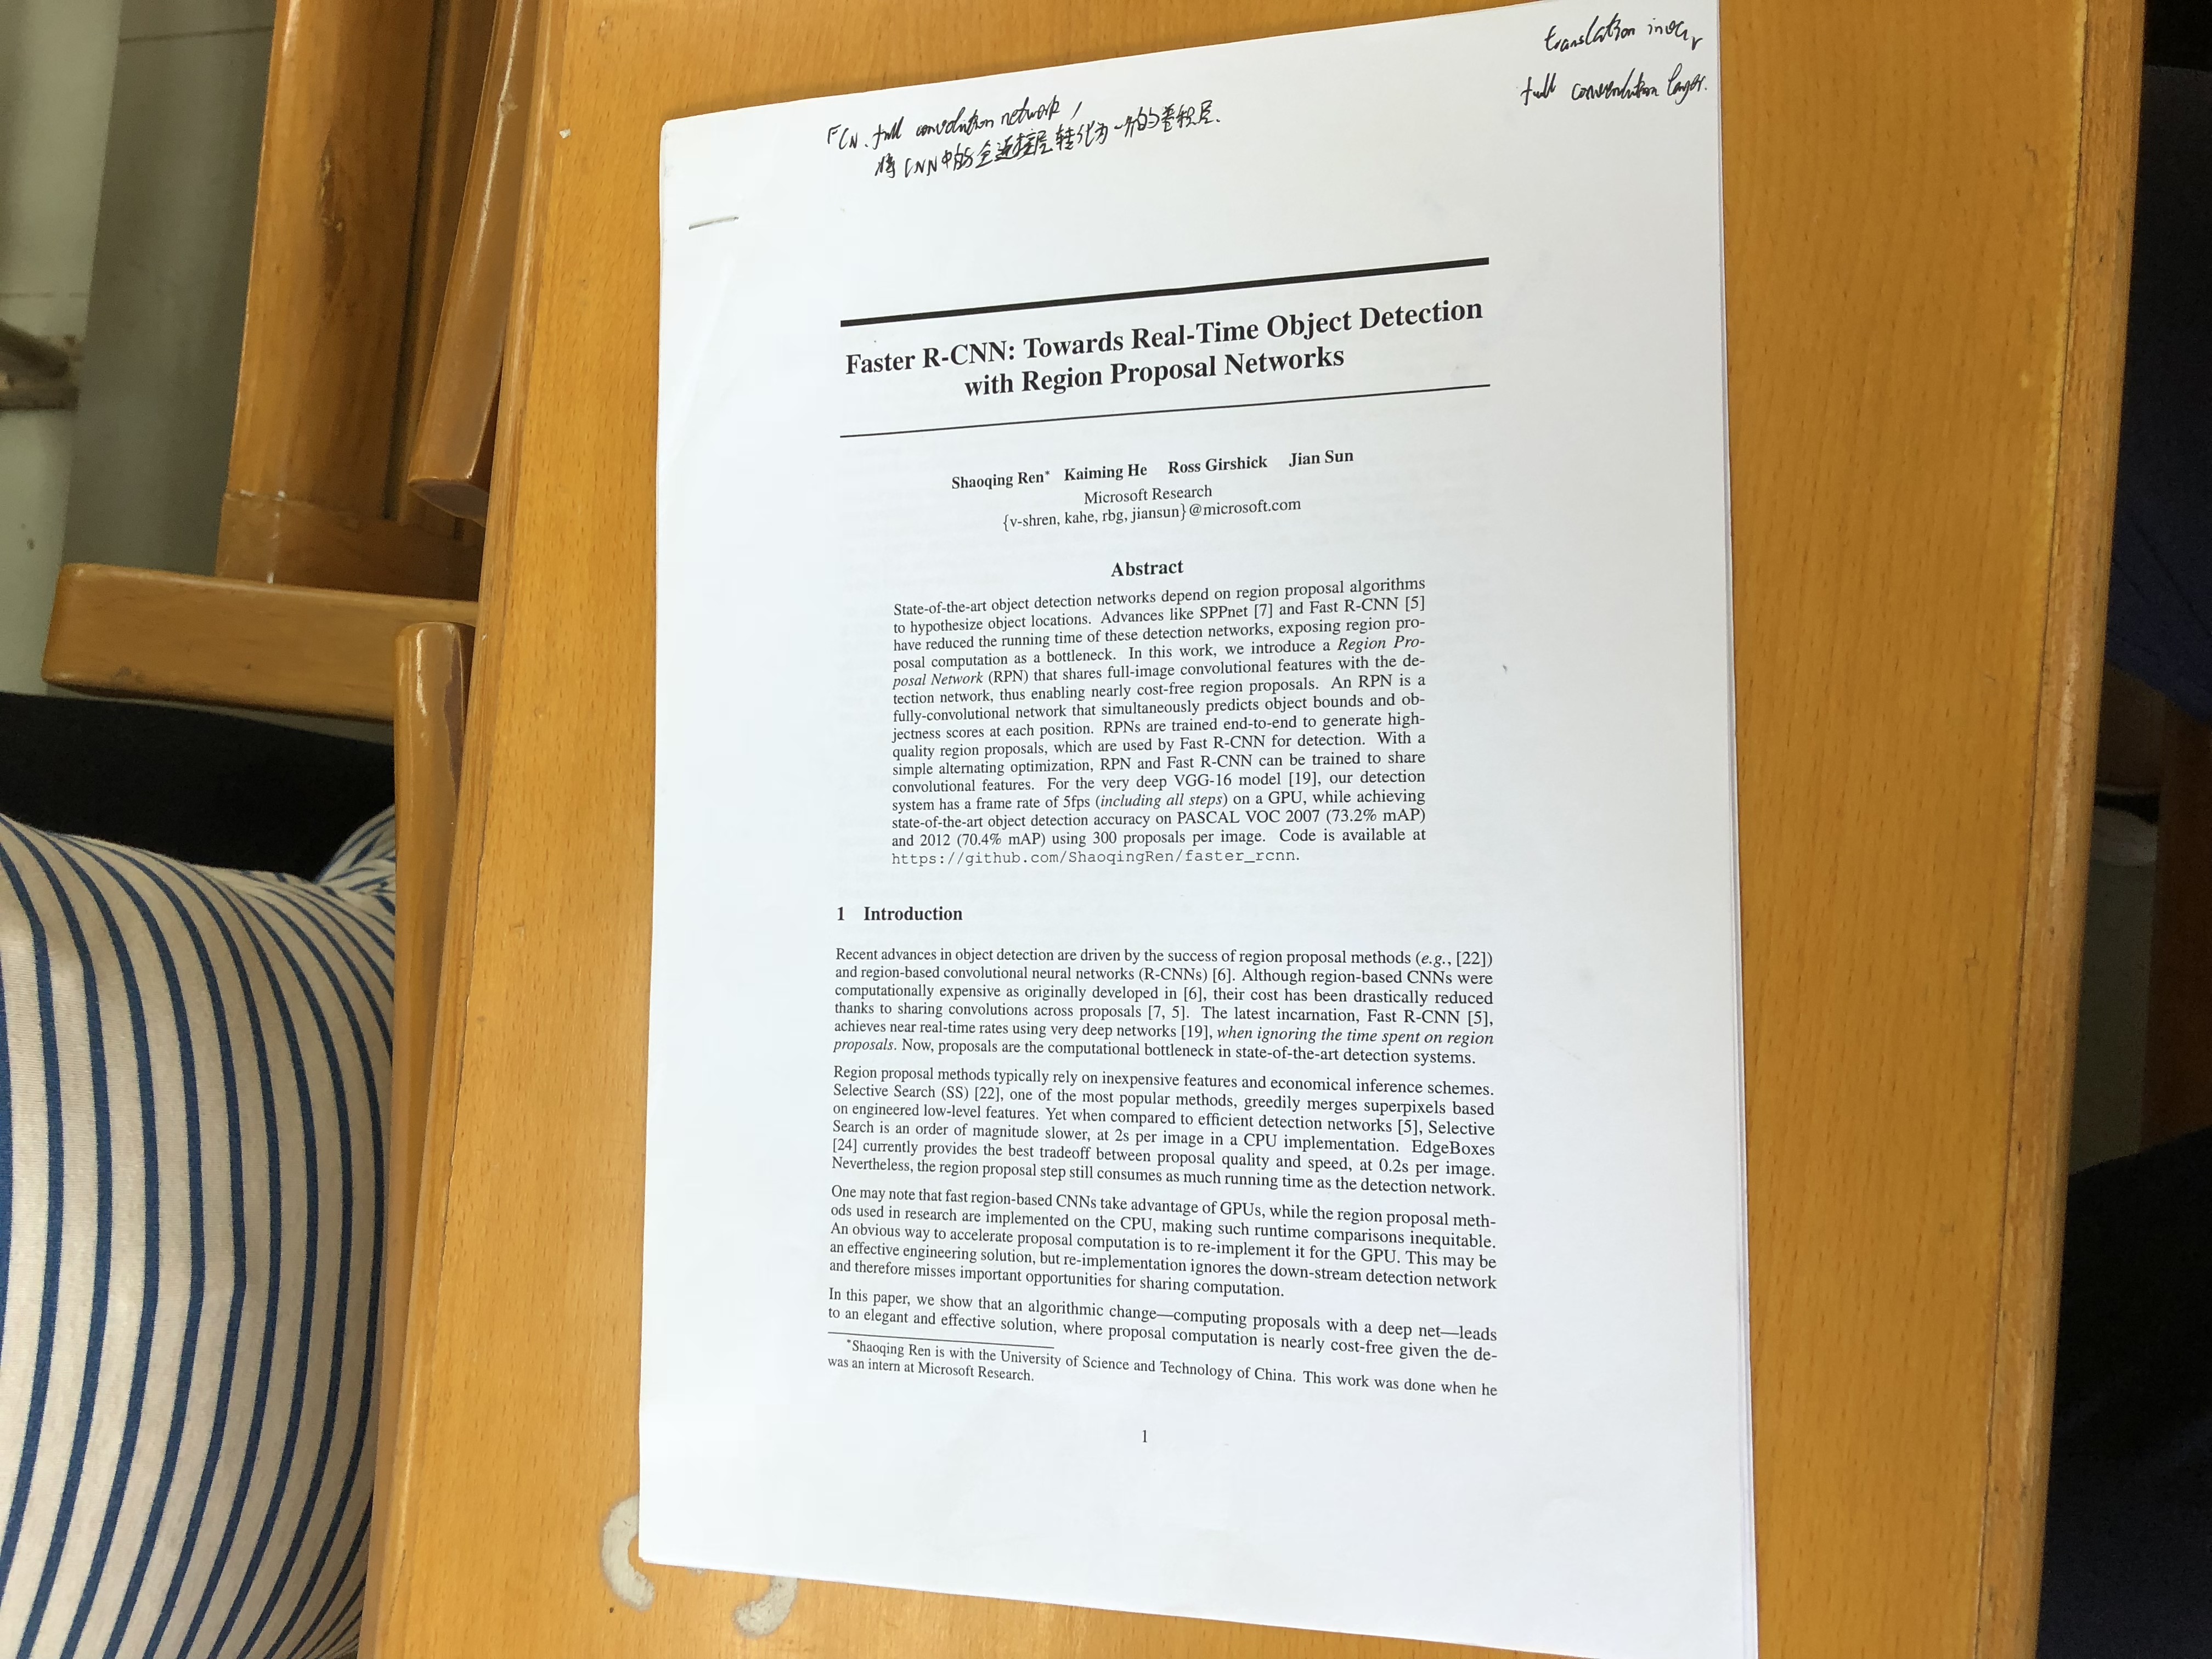 FCN. full convolution network /
将CNN中的全连接层转化为一般的卷积层.
translation
full convolution layer.
Faster R-CNN: Towards Real-Time Object Detection
with Region Proposal Networks
Shaoqing Ren* Kaiming He Ross Girshick Jian Sun
Microsoft Research
{v-shren, kahe, rbg, jiansun}@microsoft.com
Abstract
State-of-the-art object detection networks depend on region proposal algorithms
to hypothesize object locations. Advances like SPPnet [7] and Fast R-CNN [5]
have reduced the running time of these detection networks, exposing region pro-
posal computation as a bottleneck. In this work, we introduce a Region Pro-
posal Network (RPN) that shares full-image convolutional features with the de-
tection network, thus enabling nearly cost-free region proposals. An RPN is a
fully-convolutional network that simultaneously predicts object bounds and ob-
jectness scores at each position. RPNs are trained end-to-end to generate high-
quality region proposals, which are used by Fast R-CNN for detection. With a
simple alternating optimization, RPN and Fast R-CNN can be trained to share
convolutional features. For the very deep VGG-16 model [19], our detection
system has a frame rate of 5fps (including all steps) on a GPU, while achieving
state-of-the-art object detection accuracy on PASCAL VOC 2007 (73.2% mAP)
and 2012 (70.4% mAP) using 300 proposals per image. Code is available at
https://github.com/ShaoqingRen/faster_rcnn.
1 Introduction
Recent advances in object detection are driven by the success of region proposal methods (e.g., [22])
and region-based convolutional neural networks (R-CNNs) [6]. Although region-based CNNs were
computationally expensive as originally developed in [6], their cost has been drastically reduced
thanks to sharing convolutions across proposals [7, 5]. The latest incarnation, Fast R-CNN [5],
achieves near real-time rates using very deep networks [19], when ignoring the time spent on region
proposals. Now, proposals are the computational bottleneck in state-of-the-art detection systems.
Region proposal methods typically rely on inexpensive features and economical inference schemes.
Selective Search (SS) [22], one of the most popular methods, greedily merges superpixels based
on engineered low-level features. Yet when compared to efficient detection networks [5], Selective
Search is an order of magnitude slower, at 2s per image in a CPU implementation. EdgeBoxes
[24] currently provides the best tradeoff between proposal quality and speed, at 0.2s per image.
Nevertheless, the region proposal step still consumes as much running time as the detection network.
One may note that fast region-based CNNs take advantage of GPUs, while the region proposal meth-
ods used in research are implemented on the CPU, making such runtime comparisons inequitable.
An obvious way to accelerate proposal computation is to re-implement it for the GPU. This may be
an effective engineering solution, but re-implementation ignores the down-stream detection network
and therefore misses important opportunities for sharing computation.
In this paper, we show that an algorithmic change—computing proposals with a deep net—leads
to an elegant and effective solution, where proposal computation is nearly cost-free given the de-
*Shaoqing Ren is with the University of Science and Technology of China. This work was done when he
was an intern at Microsoft Research.
1